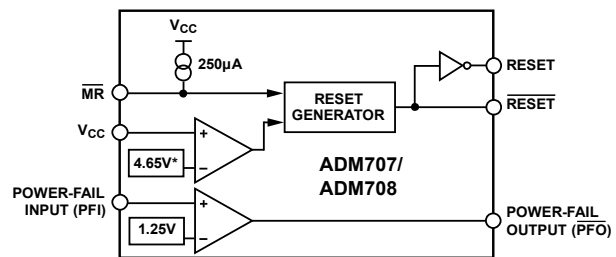 VCC
250µA
MR
RESET
GENERATOR
RESET
RESET
VCC
+
4.65V*
−
ADM707/
ADM708
POWER-FAIL
INPUT (PFI)
+
1.25V
−
POWER-FAIL
OUTPUT (PFO)